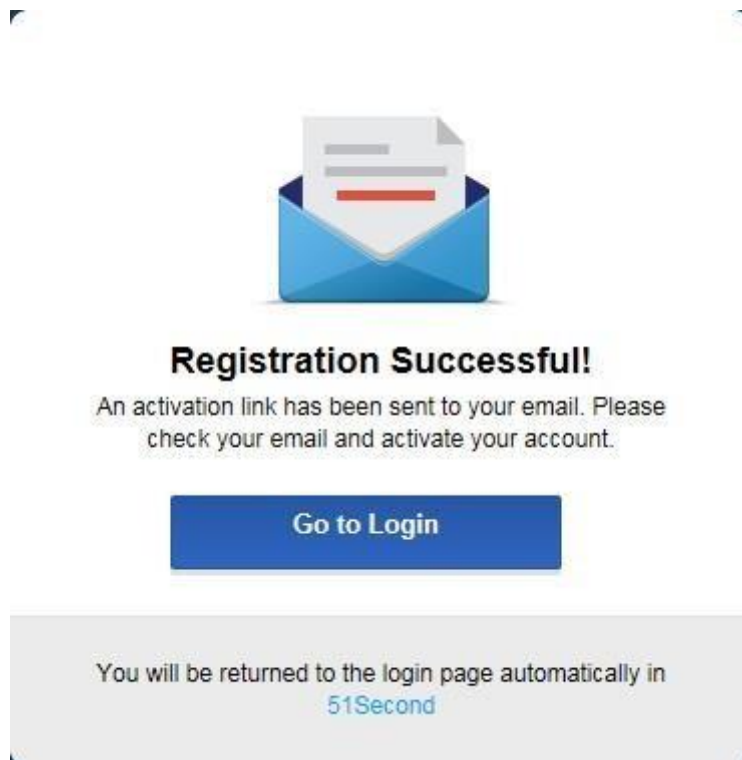 Registration Successful!
An activation link has been sent to your email. Please
check your email and activate your account.
Go to Login
You will be returned to the login page automatically in
51Second